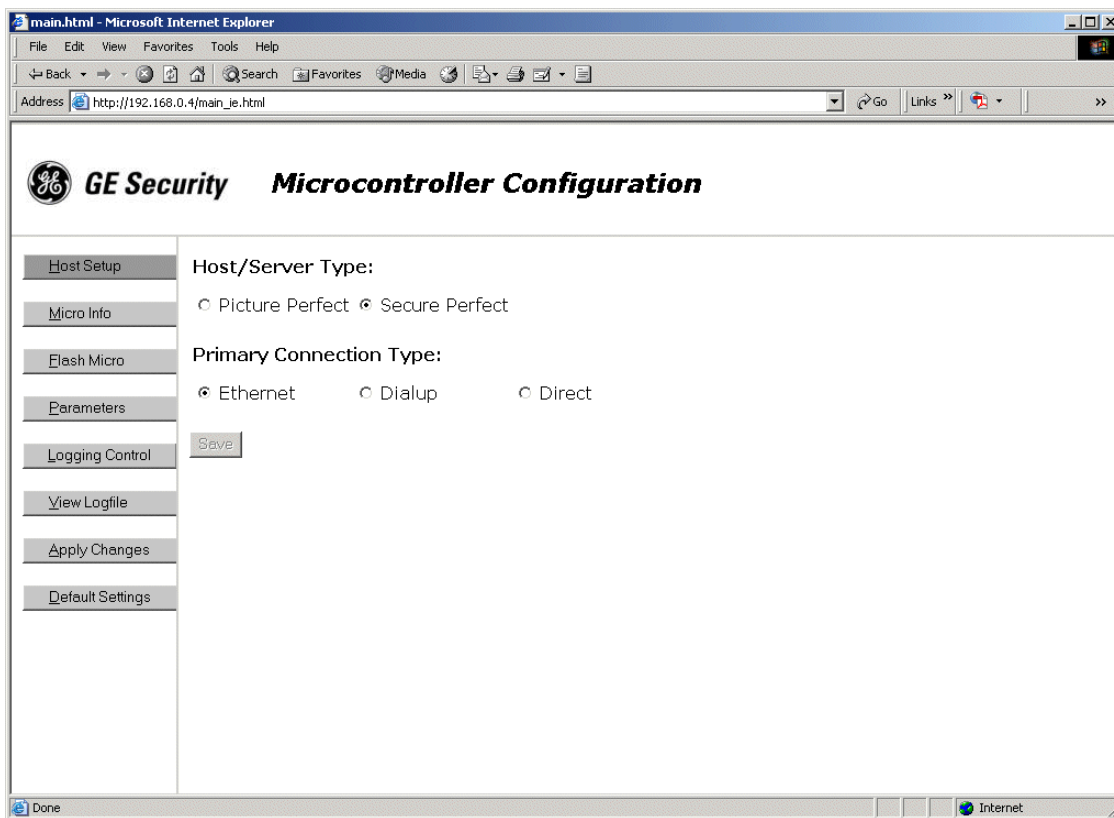 main.html - Microsoft Internet Explorer
File Edit View Favorites Tools Help
Back Search Favorites Media
Address http://192.168.0.4/main_ie.html Go Links »
»
GE Security Microcontroller Configuration
Host Setup
Micro Info
Flash Micro
Parameters
Logging Control
View Logfile
Apply Changes
Default Settings
Host/Server Type:
Picture Perfect Secure Perfect
Primary Connection Type:
Ethernet Dialup Direct
Save
Done Internet